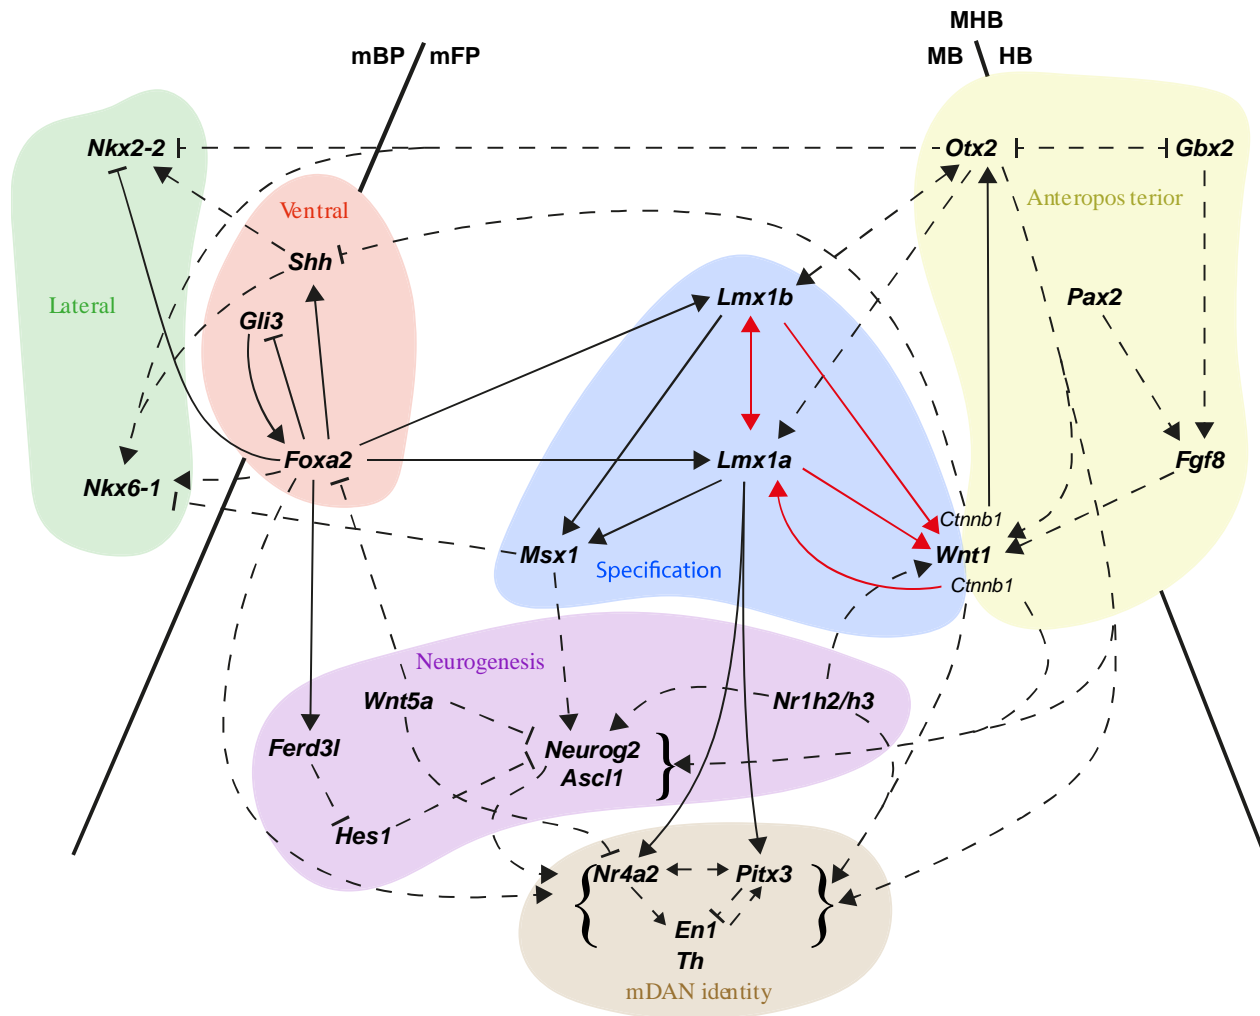 MHB
mBP mFP
MB HB
Nkx2-2
Otx2
Gbx2
Anteropos terior
Ventral
Shh
Lateral
Gli3
Lmx1b
Pax2
Foxa2
Lmx1a
Fgf8
Nkx6-1
Ctnnb1
Msx1
Wnt1
Specification
Ctnnb1
Neurogenesis
Wnt5a
Nr1h2/h3
Ferd3l
Neurog2
Ascl1
}
Hes1
{ Nr4a2
Pitx3 }
En1
Th
mDAN identity